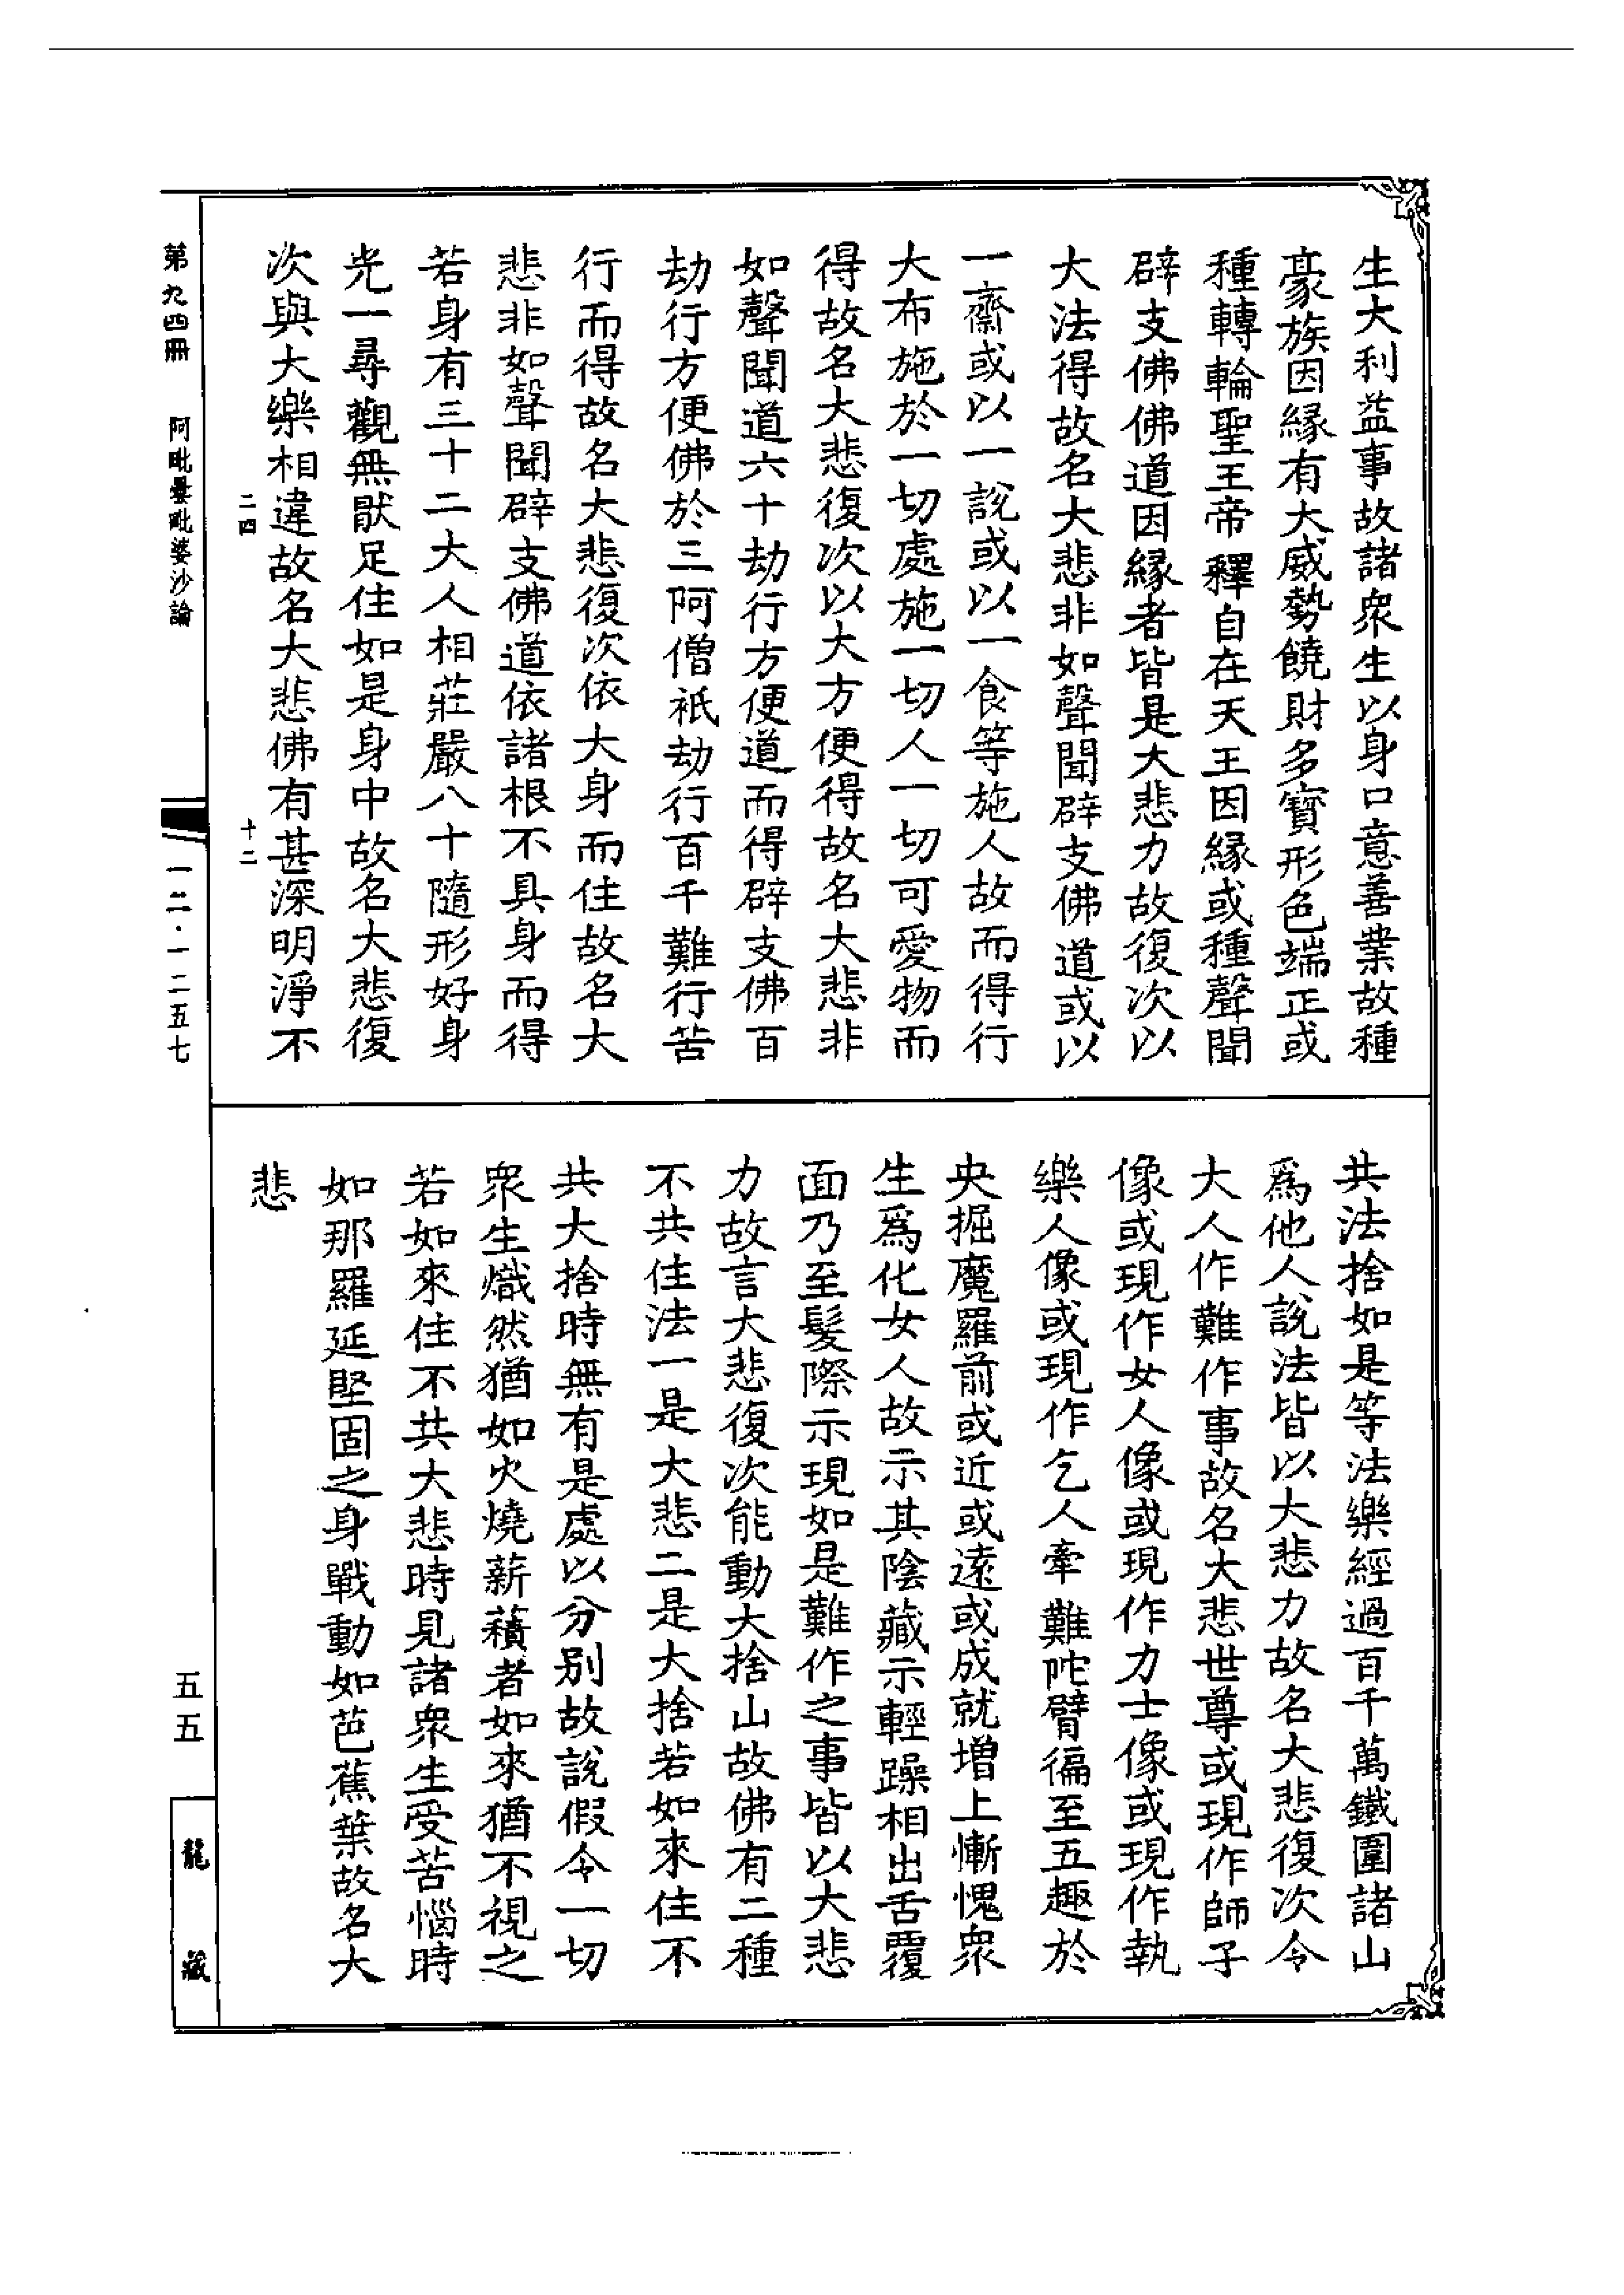 生大利益事故諸衆生以身口意善業故種
豪族因緣有大威勢饒財多寶形色端正或
種轉輪聖王帝釋自在天王因緣或種聲聞
辟支佛佛道因緣者皆是大悲力故復次以
大法得故名大悲非如聲聞辟支佛道或以
一齋或以一說或以一食等施人故而得行
大布施於一切處施一切人一切可愛物而
得故名大悲復次以大方便得故名大悲非
如聲聞道六十劫行方便道而得辟支佛百
劫行方便佛於三阿僧祇劫行百千難行苦
行而得故名大悲復次依大身而住故名大
悲非如聲聞辟支佛道依諸根不具身而得
若身有三十二大人相莊嚴八十隨形好身
光一尋觀無猒足住如是身中故名大悲復
次與大樂相違故名大悲佛有甚深明淨不
二四
十二
共法捨如是等法樂經過百千萬鐵圍諸山
爲他人說法皆以大悲力故名大悲復次令
大人作難作事故名大悲世尊或現作師子
像或現作女人像或現作力士像或現作執
樂人像或現作乞人牽難陀臂徧至五趣於
央掘魔羅前或近或遠或成就增上慚愧衆
生爲化女人故示其陰藏示輕躁相出舌覆
面乃至髮際示現如是難作之事皆以大悲
力故言大悲復次能動大捨山故佛有二種
不共住法一是大悲二是大捨若如來住不
共大捨時無有是處以分別故說假令一切
衆生熾然猶如火燒薪積者如來猶不視之
若如來住不共大悲時見諸衆生受苦惱時
如那羅延堅固之身戰動如芭蕉葉故名大
悲
第九四冊
阿毗曇毗婆沙論
一二·一二五七
五五
龍藏